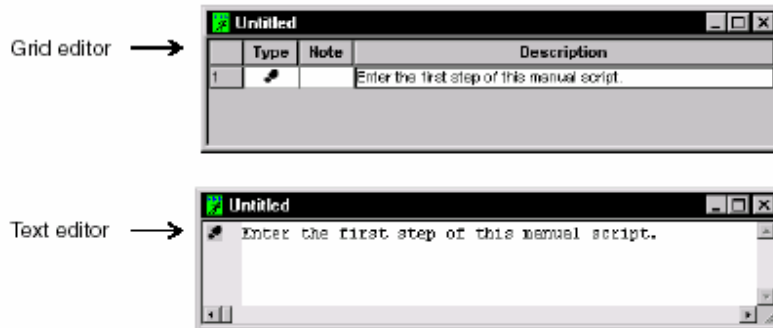 Untitled
Grid editor
Type Note Description
1 Enter the first step of this manual script.
Untitled
Text editor
Enter the first step of this manual script.